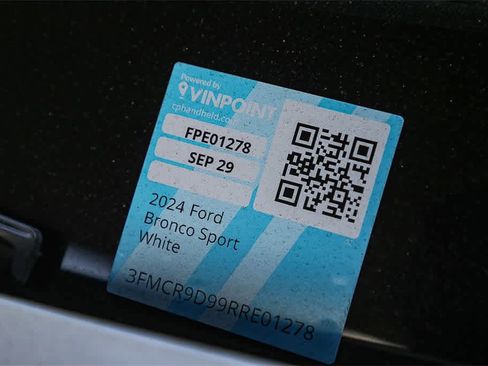 Powered by
VINPOINT
cphandheld.com
FPE01278
SEP 29
2024 Ford
Bronco Sport
White
3FMCR9D99RRE01278